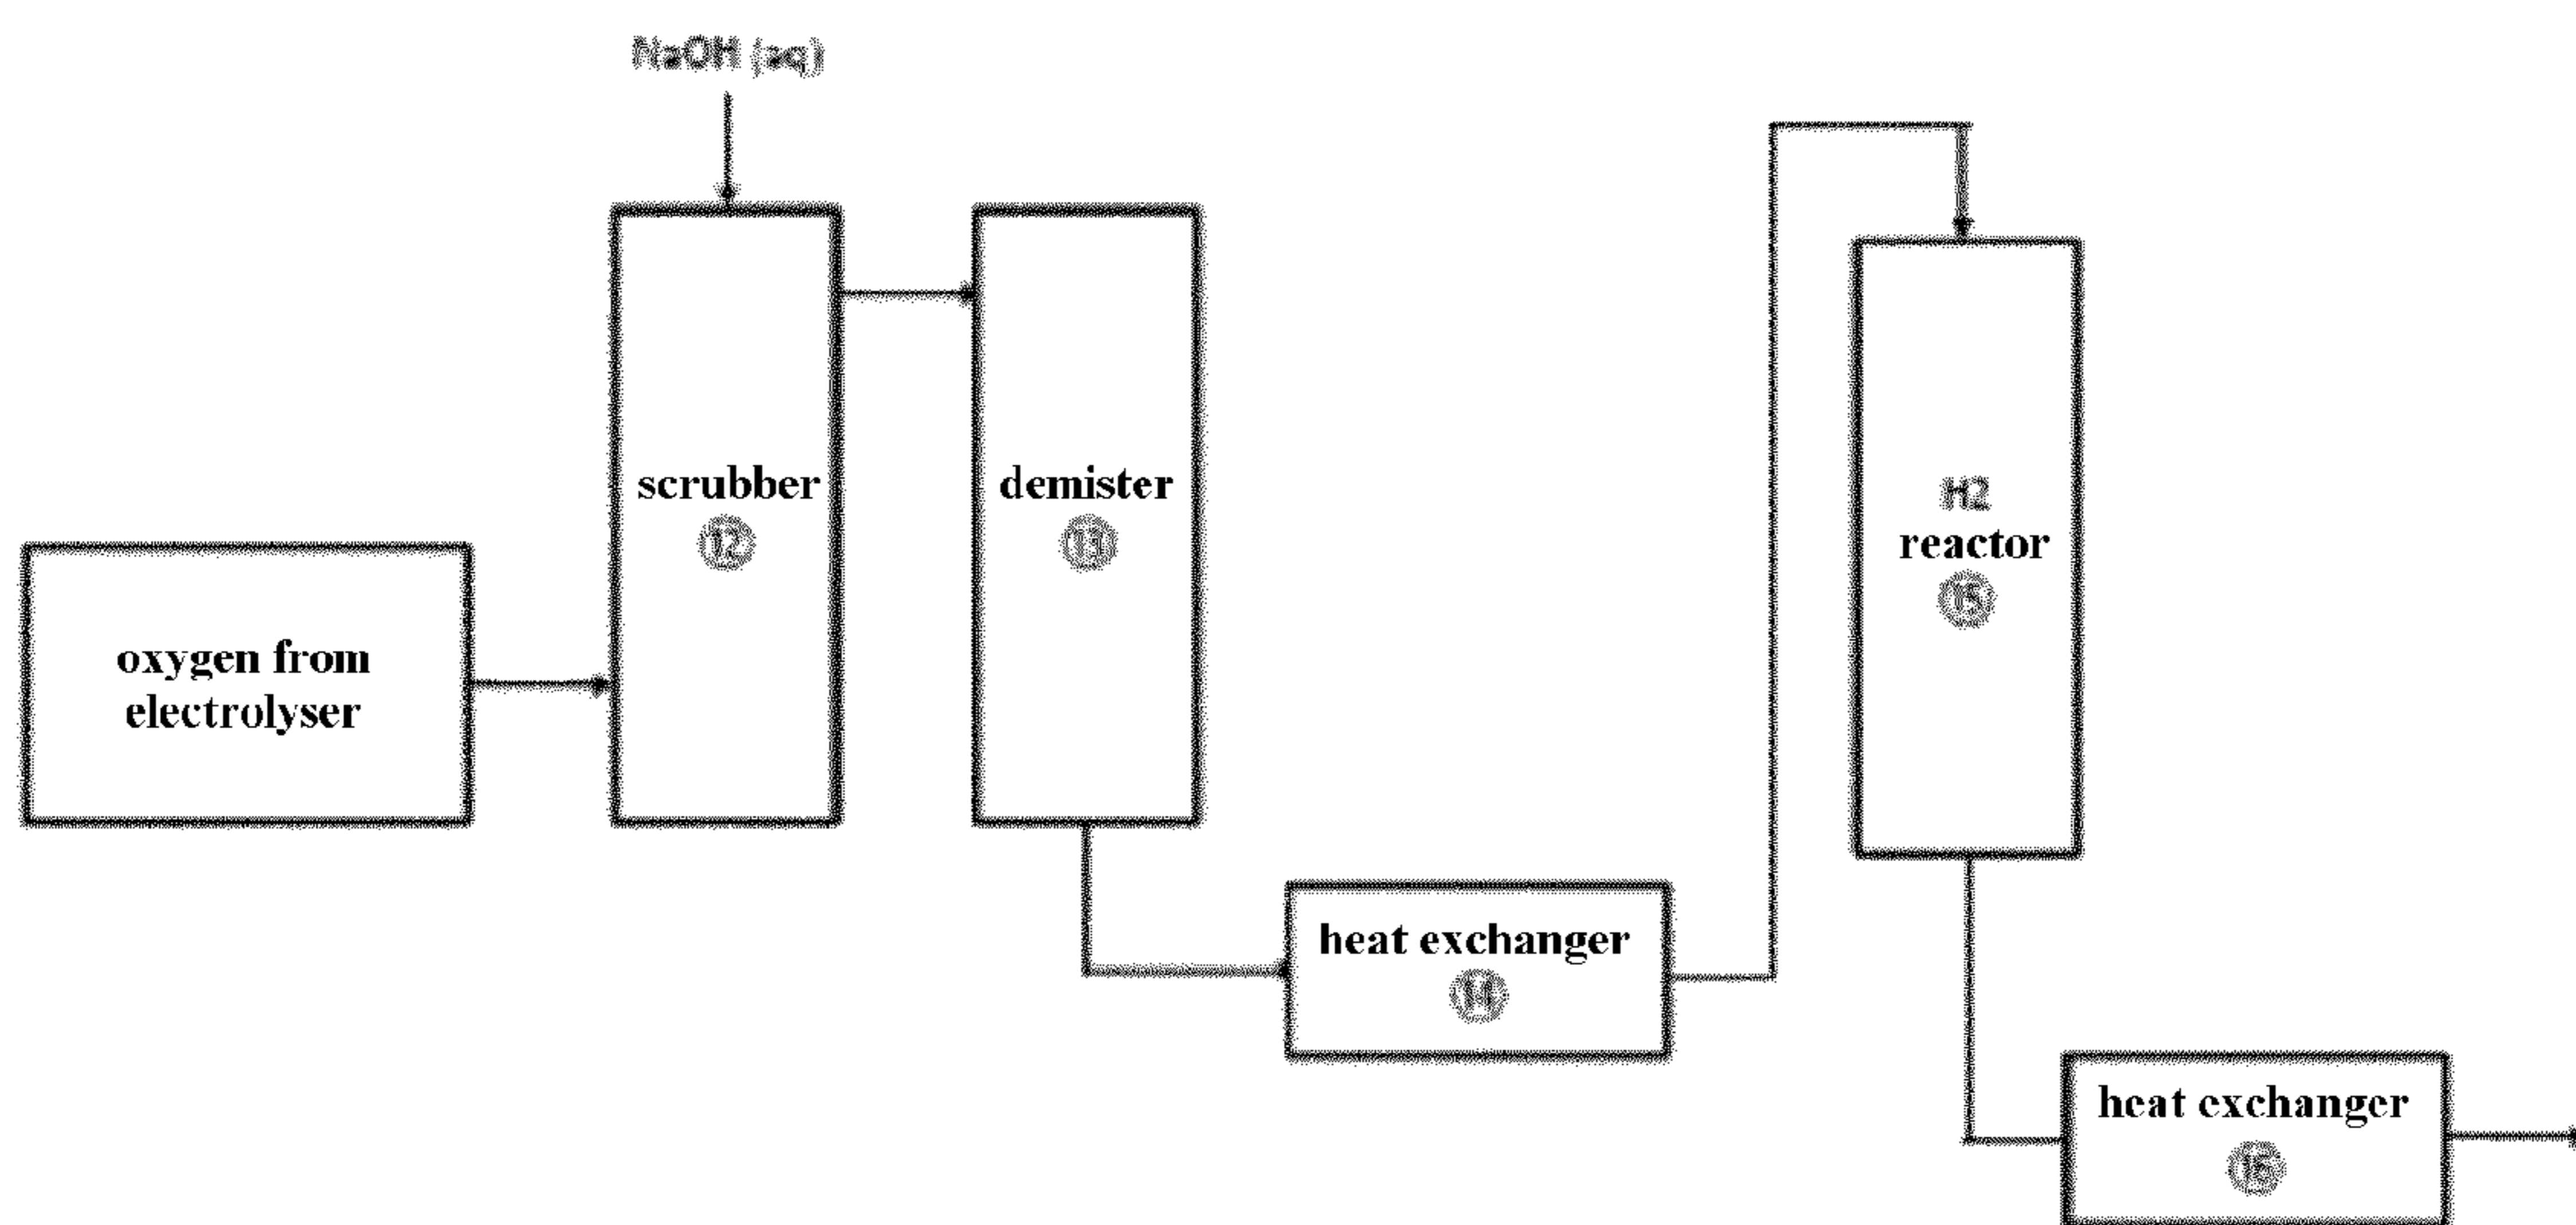 NaOH (aq)
scrubber
12
demister
13
H2
reactor
15
oxygen from
electrolyser
heat exchanger
14
heat exchanger
16